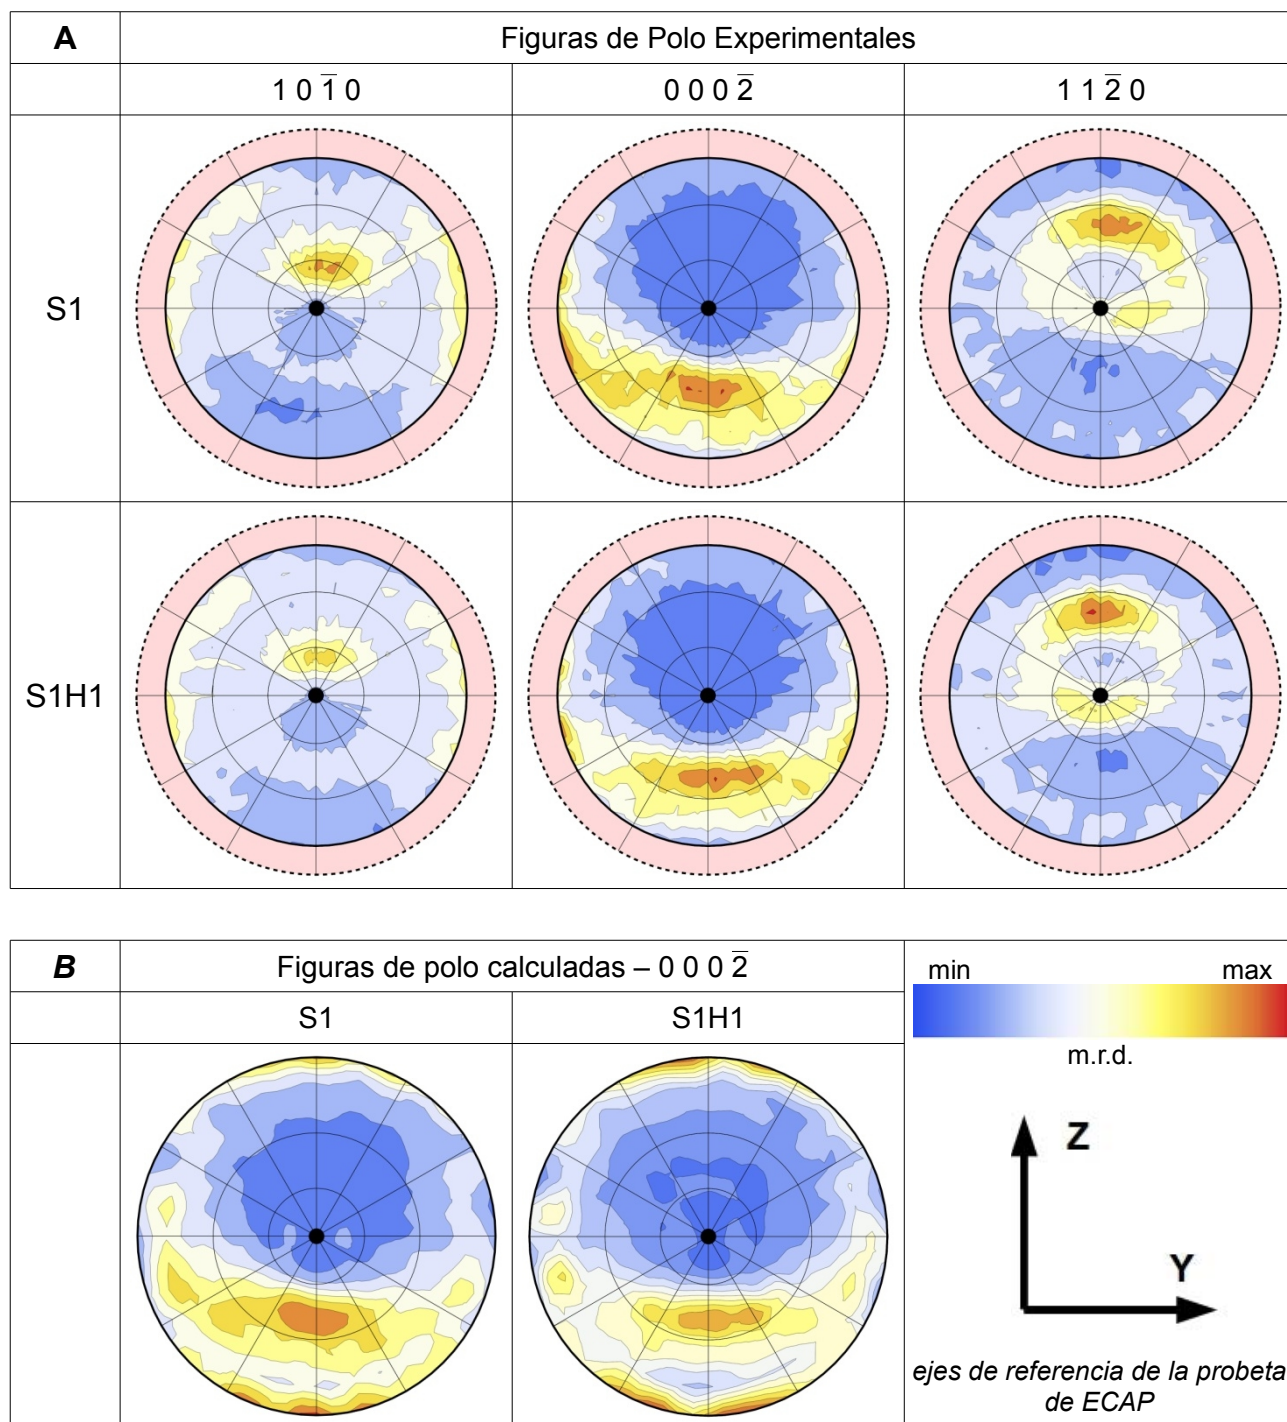 A Figuras de Polo Experimentales
1 0 1̅ 0 0 0 0 2̅ 1 1 2̅ 0
S1
S1H1
B Figuras de polo calculadas – 0 0 0 2̅
S1 S1H1
min max
m.r.d.
Z
Y
ejes de referencia de la probeta
de ECAP